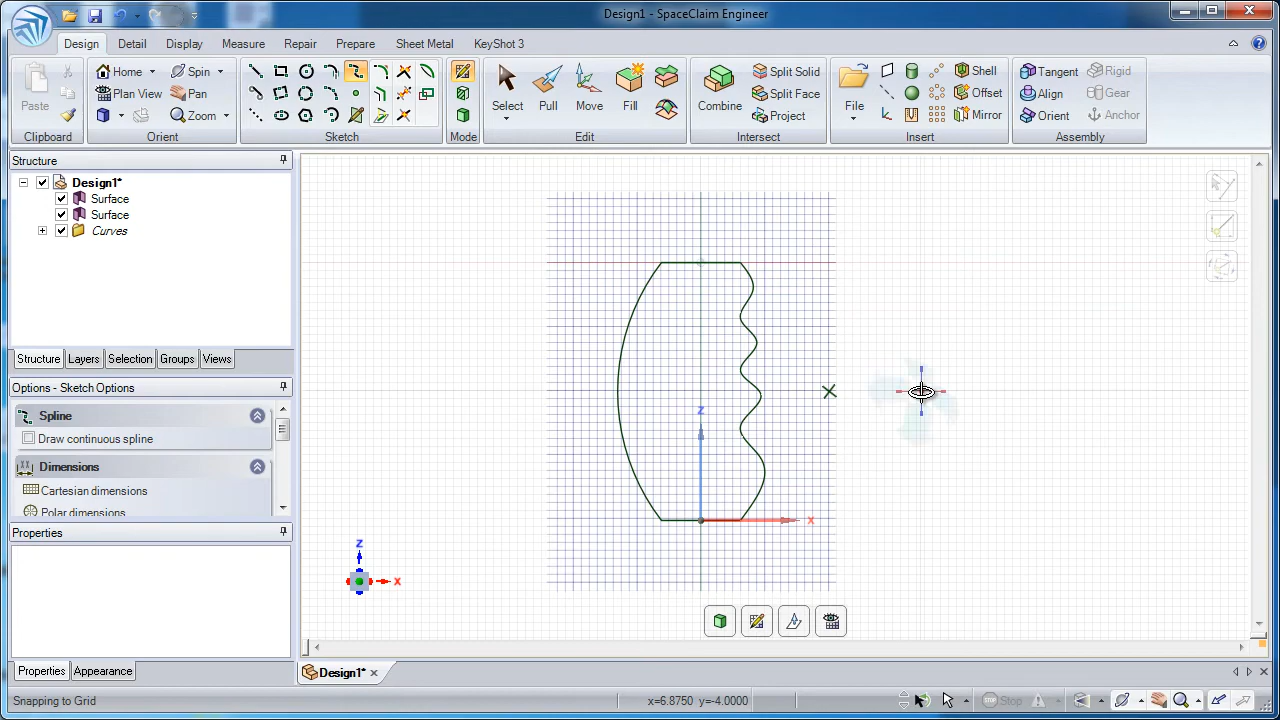 Design1 - SpaceClaim Engineer
Design Detail Display Measure Repair Prepare Sheet Metal KeyShot 3
Paste
Clipboard
Home Spin
Plan View Pan
Zoom
Orient
Sketch
Mode
Select Pull Move Fill
Edit
Combine
Split Solid
Split Face
Project
Intersect
File
Shell
Offset
Mirror
Insert
Tangent Rigid
Align Gear
Orient Anchor
Assembly
Structure
Design1*
Surface
Surface
Curves
Structure Layers Selection Groups Views
Options - Sketch Options
Spline
Draw continuous spline
Dimensions
Cartesian dimensions
Polar dimensions
Properties
Properties Appearance
z
x
z
x
Design1*
Snapping to Grid
x=6.8750 y=-4.0000
Stop